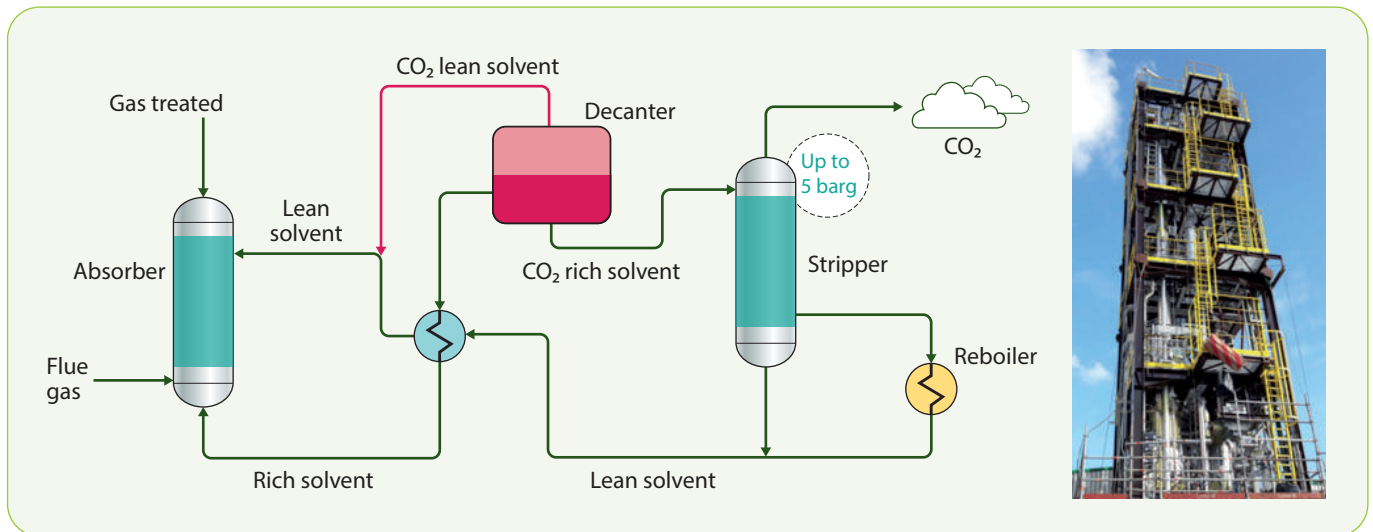 CO₂ lean solvent
Gas treated
Decanter
CO₂
Up to
5 barg
Lean
solvent
Absorber
CO₂ rich solvent
Stripper
Flue
gas
Reboiler
Rich solvent
Lean solvent